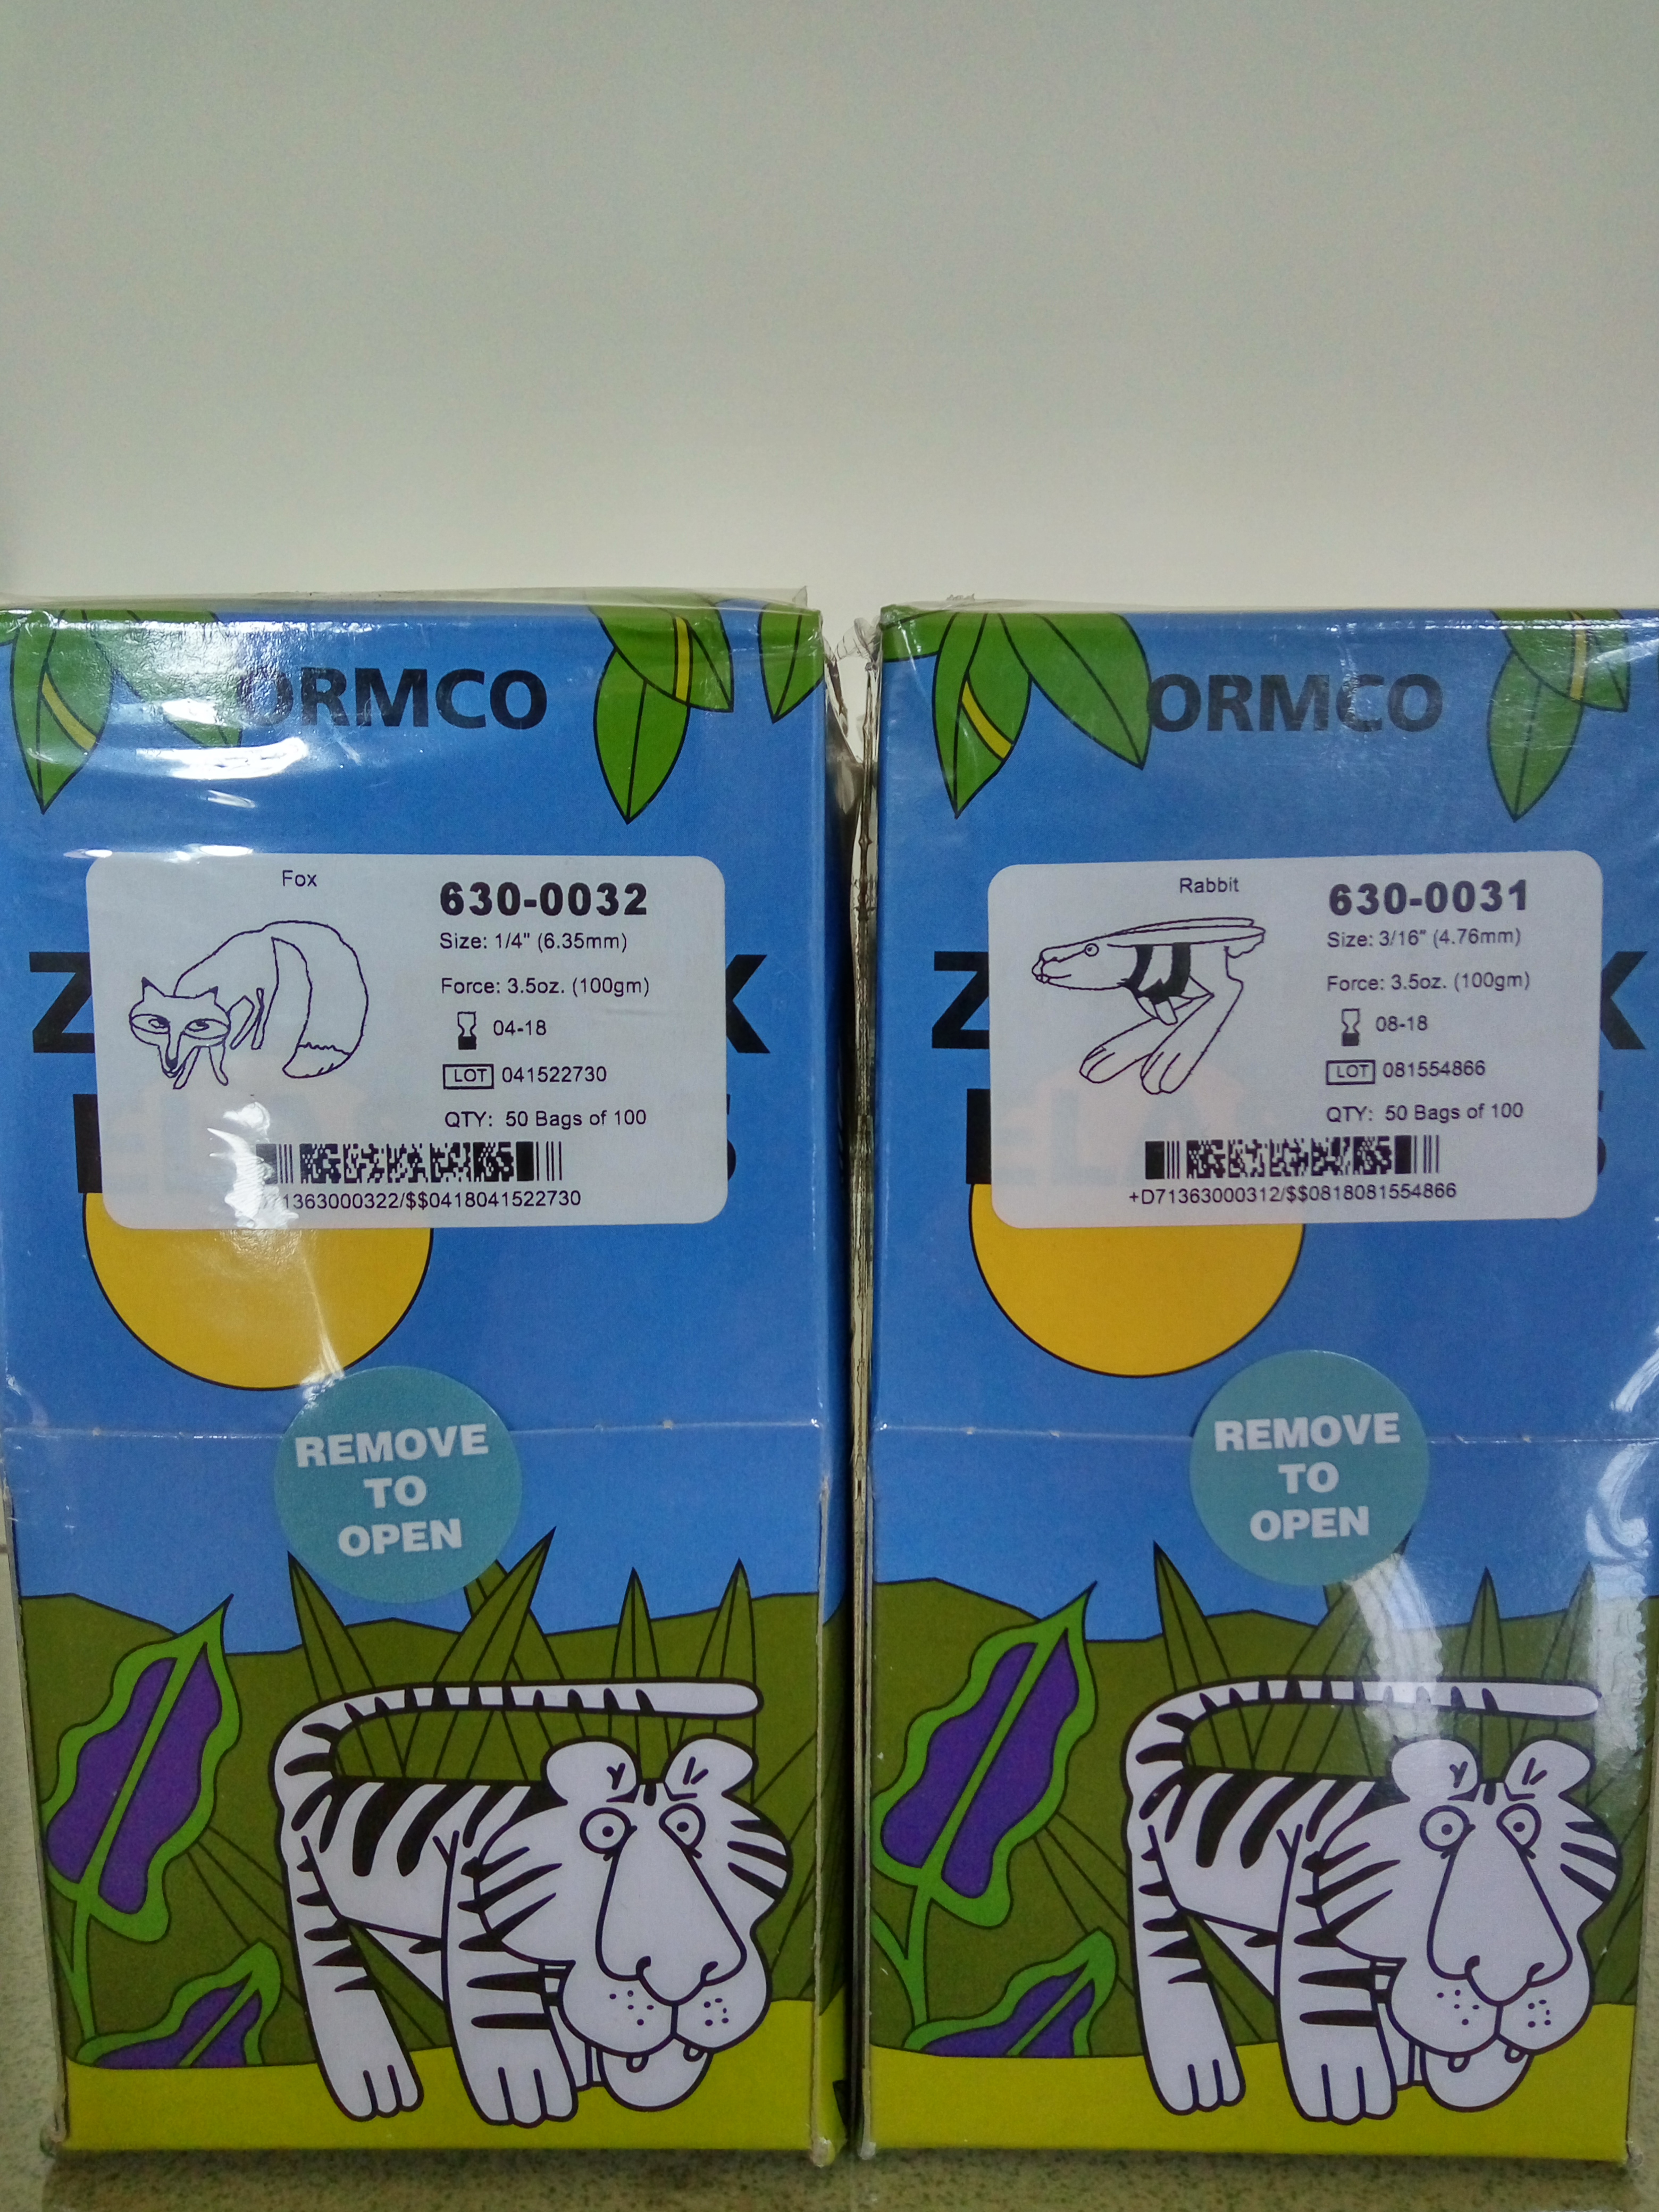 ORMCO
Fox
630-0032
Size: 1/4" (6.35mm)
Force: 3.5oz. (100gm)
04-18
LOT 041522730
QTY: 50 Bags of 100
D71363000322/$$0418041522730
REMOVE
TO
OPEN
ORMCO
Rabbit
630-0031
Size: 3/16" (4.76mm)
Force: 3.5oz. (100gm)
08-18
LOT 081554866
QTY: 50 Bags of 100
+D71363000312/$$0818081554866
REMOVE
TO
OPEN